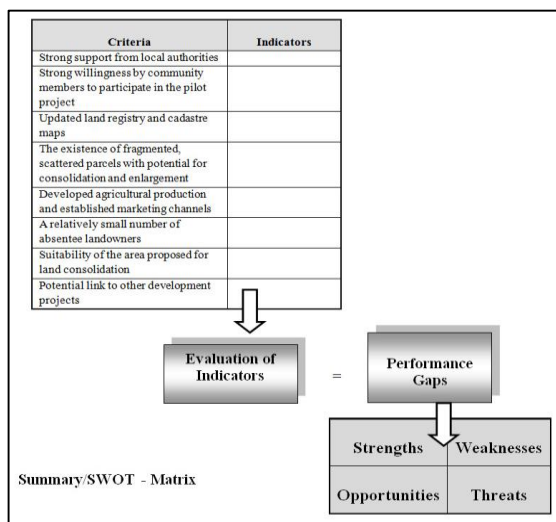 Criteria Indicators
Strong support from local authorities
Strong willingness by community
members to participate in the pilot
project
Updated land registry and cadastre
maps
The existence of fragmented,
scattered parcels with potential for
consolidation and enlargement
Developed agricultural production
and established marketing channels
A relatively small number of
absentee landowners
Suitability of the area proposed for
land consolidation
Potential link to other development
projects
Evaluation of
Indicators
=
Performance
Gaps
Strengths Weaknesses
Summary/SWOT - Matrix
Opportunities Threats